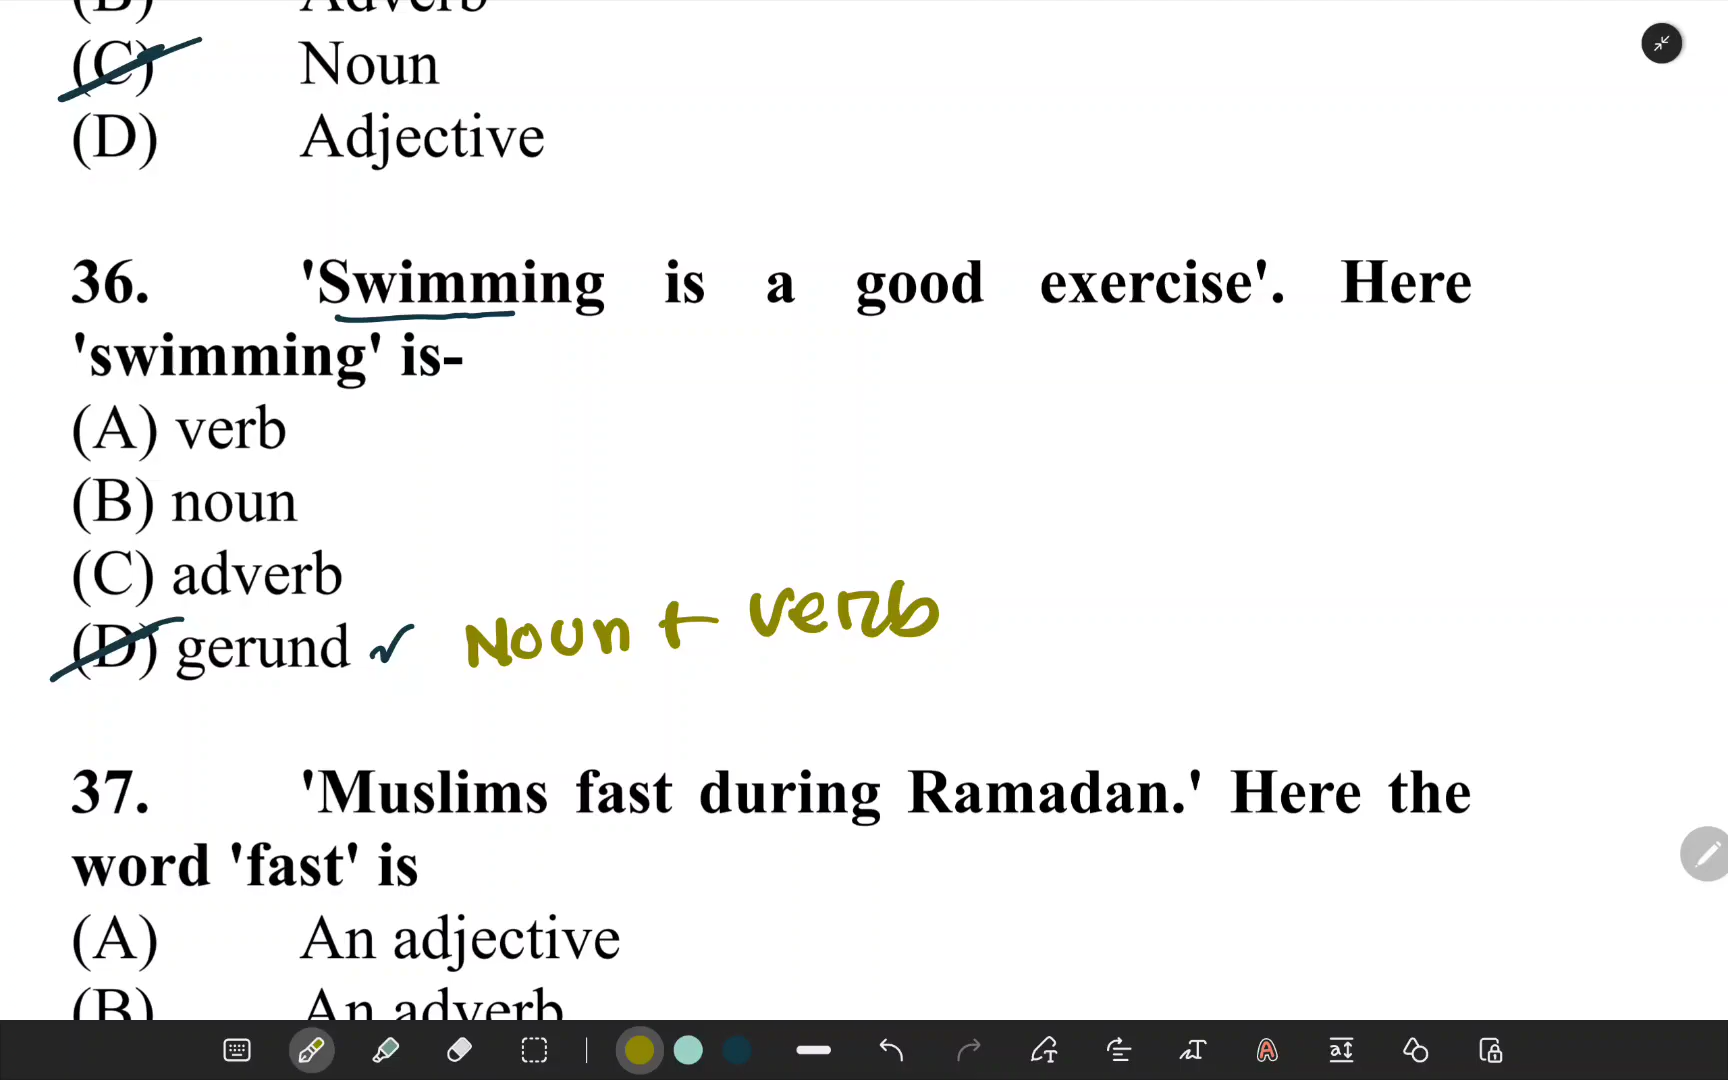 (B) Adverb
(C) Noun
(D) Adjective
36. 'Swimming is a good exercise'. Here
'swimming' is-
(A) verb
(B) noun
(C) adverb
(D) gerund ✓ Noun + verb
37. 'Muslims fast during Ramadan.' Here the
word 'fast' is
(A) An adjective
(B) An adverb